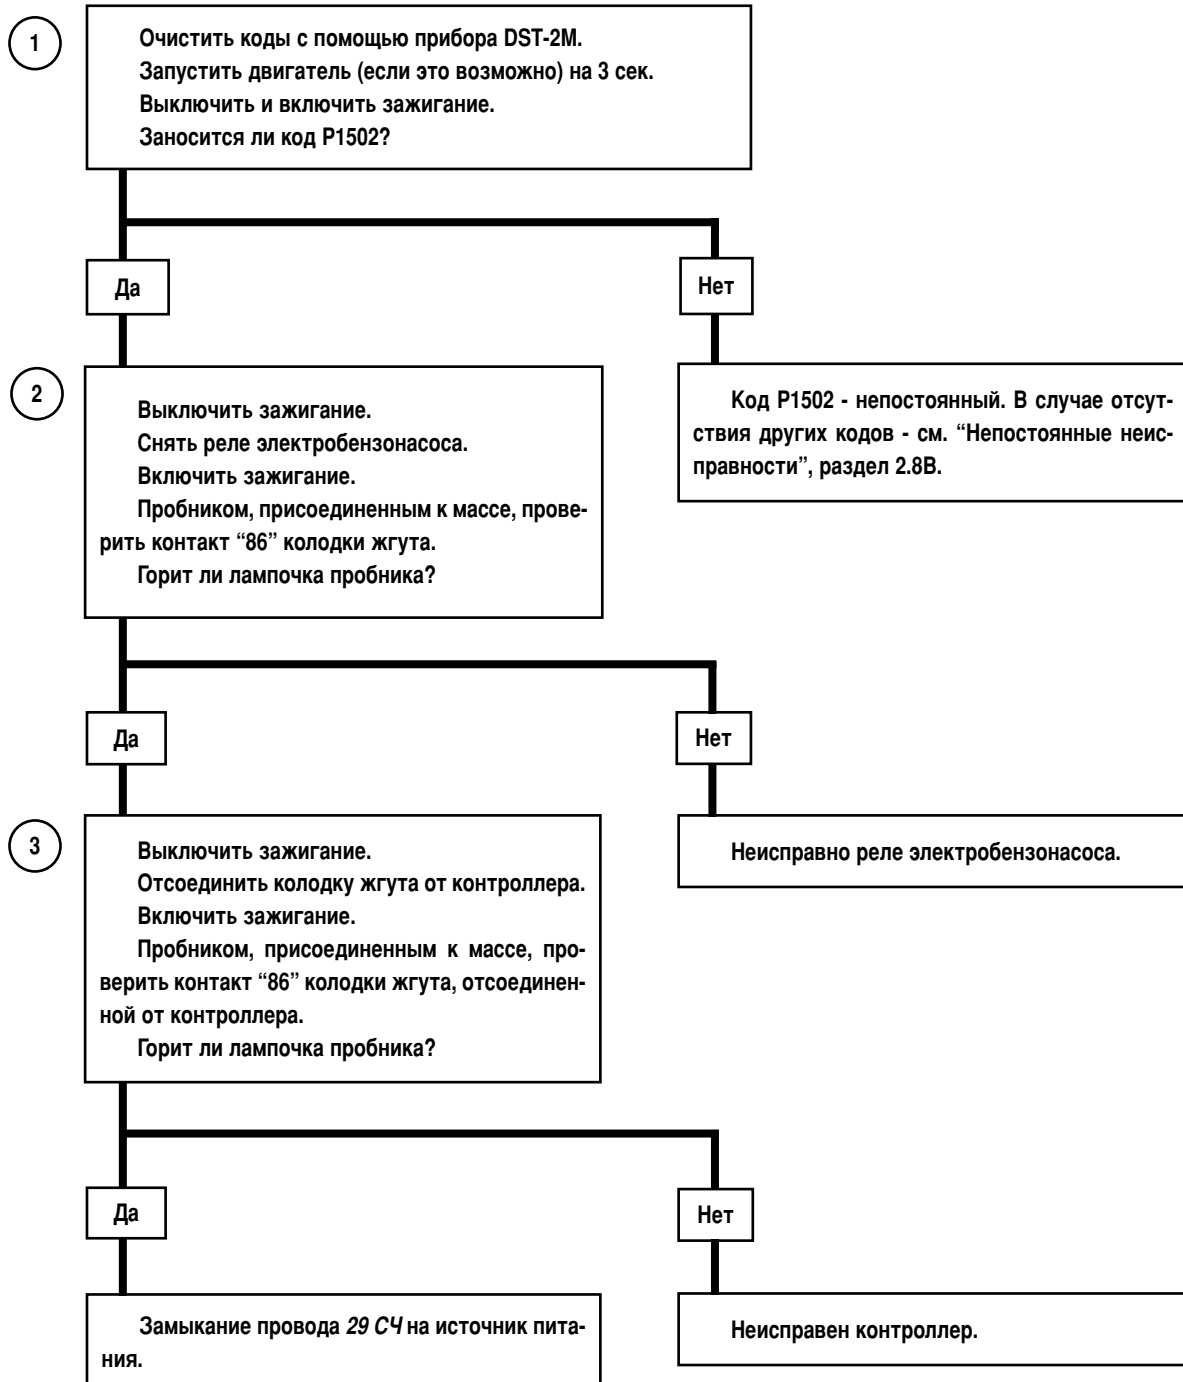 1
Очистить коды с помощью прибора DST-2М.
Запустить двигатель (если это возможно) на 3 сек.
Выключить и включить зажигание.
Заносится ли код Р1502?
Да
Нет
2
Выключить зажигание.
Снять реле электробензонасоса.
Включить зажигание.
Пробником, присоединенным к массе, прове-
рить контакт “86” колодки жгута.
Горит ли лампочка пробника?
Код Р1502 - непостоянный. В случае отсут-
ствия других кодов - см. “Непостоянные неис-
правности”, раздел 2.8В.
Да
Нет
3
Выключить зажигание.
Отсоединить колодку жгута от контроллера.
Включить зажигание.
Пробником, присоединенным к массе, про-
верить контакт “86” колодки жгута, отсоединен-
ной от контроллера.
Горит ли лампочка пробника?
Неисправно реле электробензонасоса.
Да
Нет
Замыкание провода 29 СЧ на источник пита-
ния.
Неисправен контроллер.